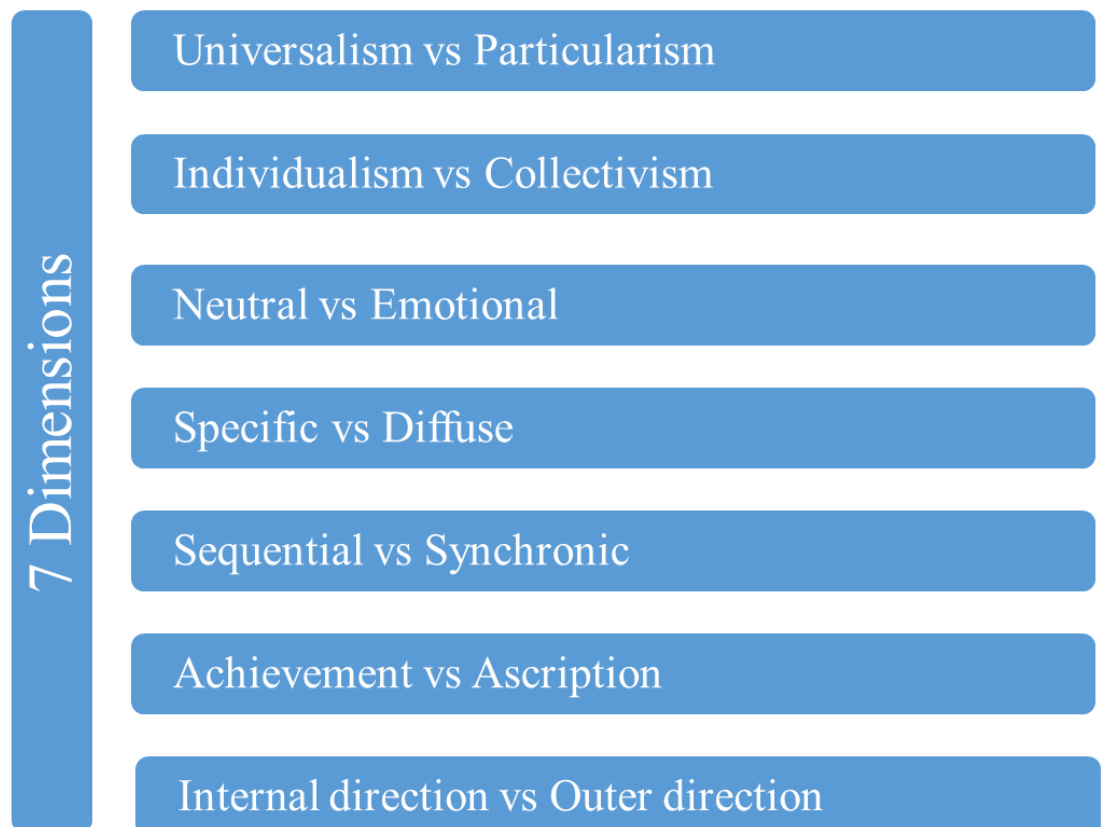 7 Dimensions
Universalism vs Particularism
Individualism vs Collectivism
Neutral vs Emotional
Specific vs Diffuse
Sequential vs Synchronic
Achievement vs Ascription
Internal direction vs Outer direction